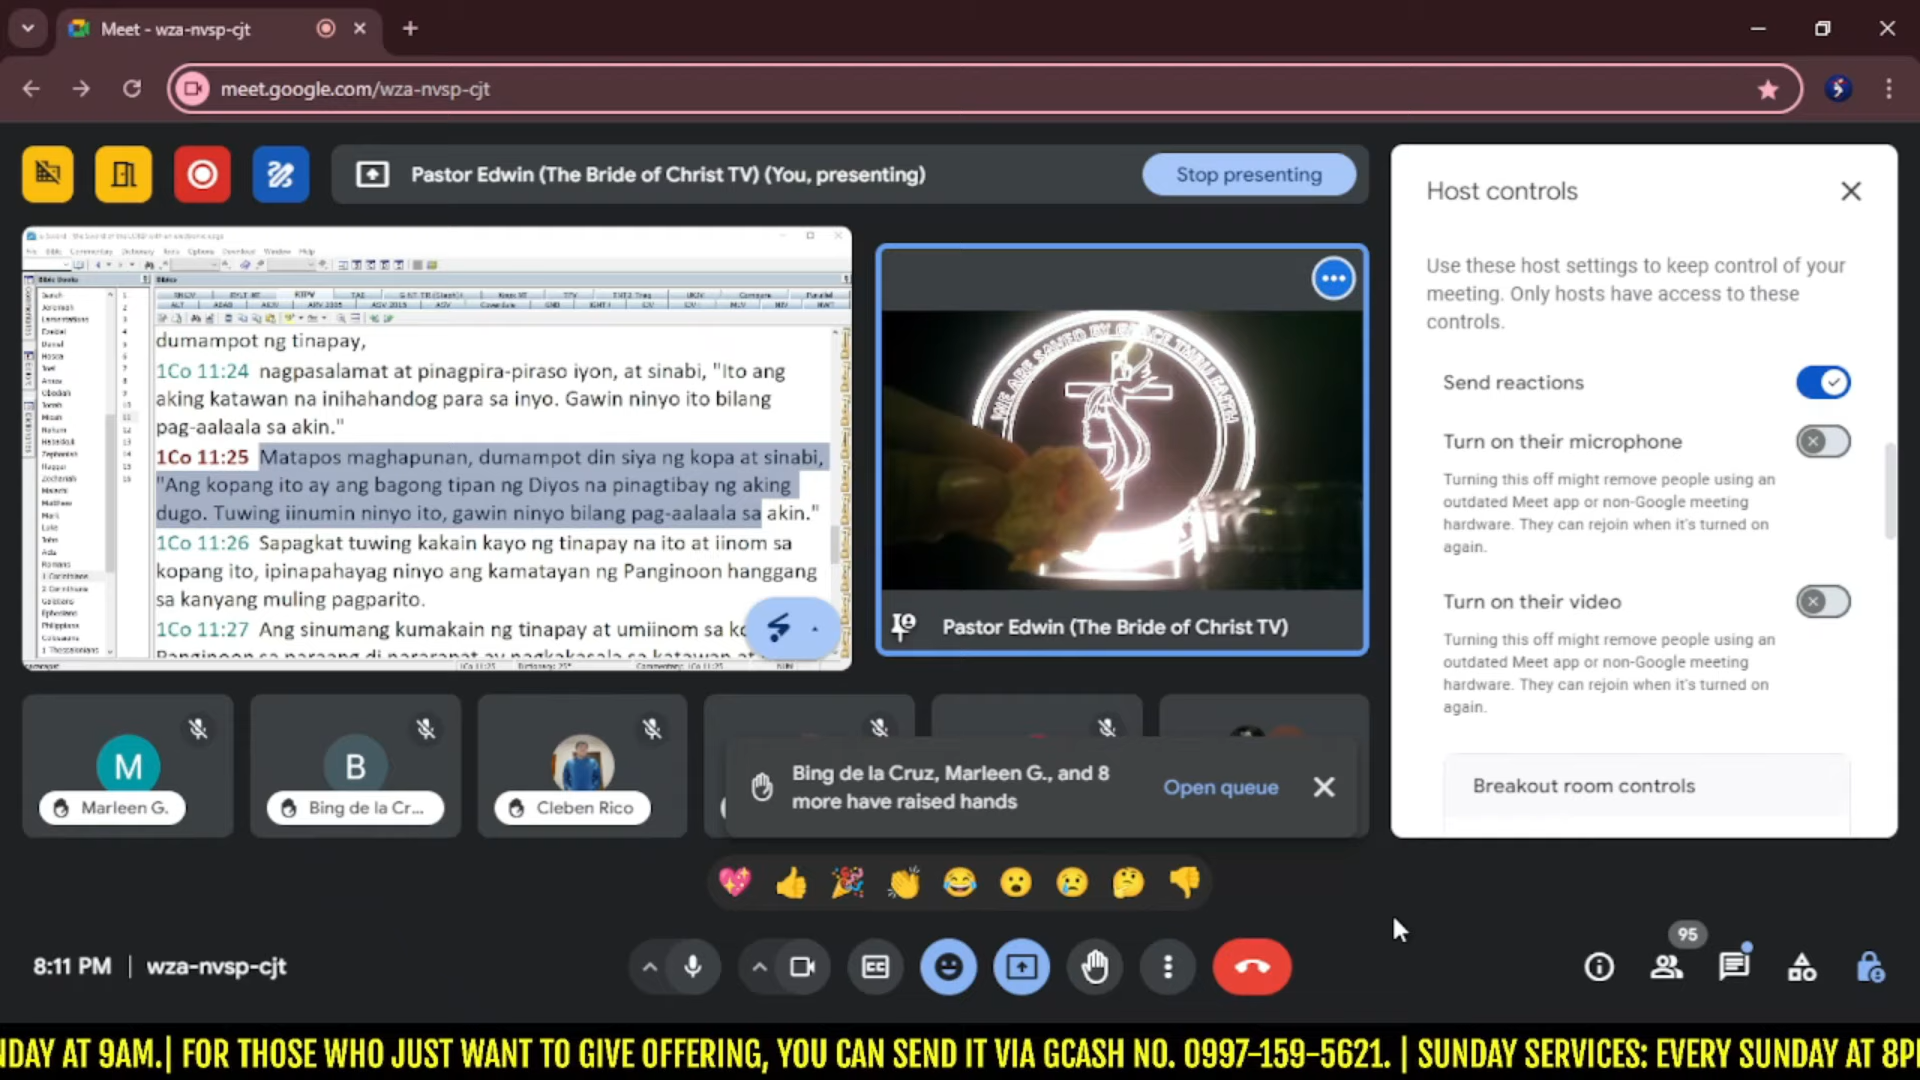 Meet - wza-nvsp-cjt
meet.google.com/wza-nvsp-cjt
Pastor Edwin (The Bride of Christ TV) (You, presenting)
Stop presenting
dumampot ng tinapay,
1Co 11:24 nagpasalamat at pinagpira-piraso iyon, at sinabi, "Ito ang
aking katawan na inihahandog para sa inyo. Gawin ninyo ito bilang
pag-aalaala sa akin."
1Co 11:25 Matapos maghapunan, dumampot din siya ng kopa at sinabi,
"Ang kopang ito ay ang bagong tipan ng Diyos na pinagtibay ng aking
dugo. Tuwing iinumin ninyo ito, gawin ninyo bilang pag-aalaala sa akin."
1Co 11:26 Sapagkat tuwing kakain kayo ng tinapay na ito at iinom sa
kopang ito, ipinapahayag ninyo ang kamatayan ng Panginoon hanggang
sa kanyang muling pagparito.
1Co 11:27 Ang sinumang kumakain ng tinapay at umiinom sa
WE ARE SAVED BY GRACE THRU FAITH
Pastor Edwin (The Bride of Christ TV)
Host controls
Use these host settings to keep control of your
meeting. Only hosts have access to these
controls.
Send reactions
Turn on their microphone
Turning this off might remove people using an
outdated Meet app or non-Google meeting
hardware. They can rejoin when it's turned on
again.
Turn on their video
Turning this off might remove people using an
outdated Meet app or non-Google meeting
hardware. They can rejoin when it's turned on
again.
Breakout room controls
M
Marleen G.
B
Bing de la Cr...
Cleben Rico
Bing de la Cruz, Marleen G., and 8
more have raised hands
Open queue
8:11 PM | wza-nvsp-cjt
95
NDAY AT 9AM.| FOR THOSE WHO JUST WANT TO GIVE OFFERING, YOU CAN SEND IT VIA GCASH NO. 0997-159-5621. | SUNDAY SERVICES: EVERY SUNDAY AT 8P